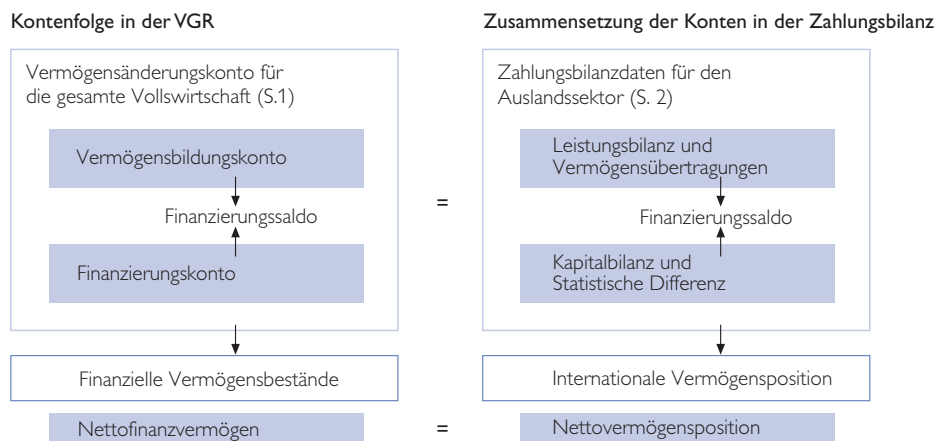 Kontenfolge in der VGR
Vermögensänderungskonto für
die gesamte Vollswirtschaft (S.1)
Vermögensbildungskonto
Finanzierungssaldo
Finanzierungskonto
Finanzielle Vermögensbestände
Nettofinanzvermögen
=
=
Zusammensetzung der Konten in der Zahlungsbilanz
Zahlungsbilanzdaten für den
Auslandssektor (S. 2)
Leistungsbilanz und
Vermögensübertragungen
Finanzierungssaldo
Kapitalbilanz und
Statistische Differenz
Internationale Vermögensposition
Nettovermögensposition